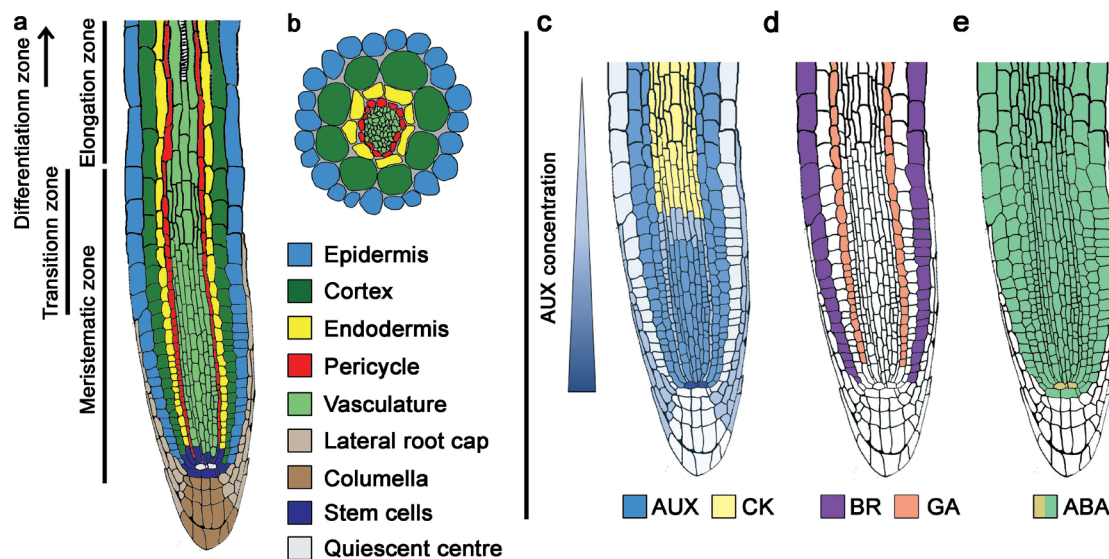 a
Differentiationn zone
Elongation zone
Transition zone
Meristematic zone
b
Epidermis
Cortex
Endodermis
Pericycle
Vasculature
Lateral root cap
Columella
Stem cells
Quiescent centre
c
AUX concentration
AUX
CK
d
BR
GA
e
ABA